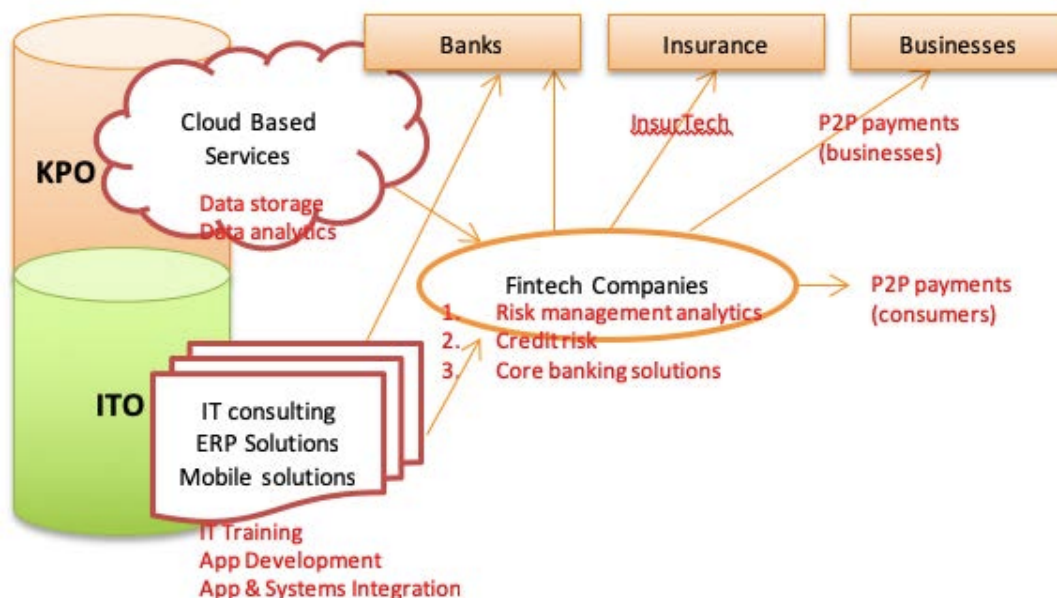 Banks
Insurance
Businesses
Cloud Based
Services
KPO
Data storage
Data analytics
InsurTech
P2P payments
(businesses)
Fintech Companies
1. Risk management analytics
2. Credit risk
3. Core banking solutions
P2P payments
(consumers)
ITO
IT consulting
ERP Solutions
Mobile solutions
IT Training
App Development
App & Systems Integration